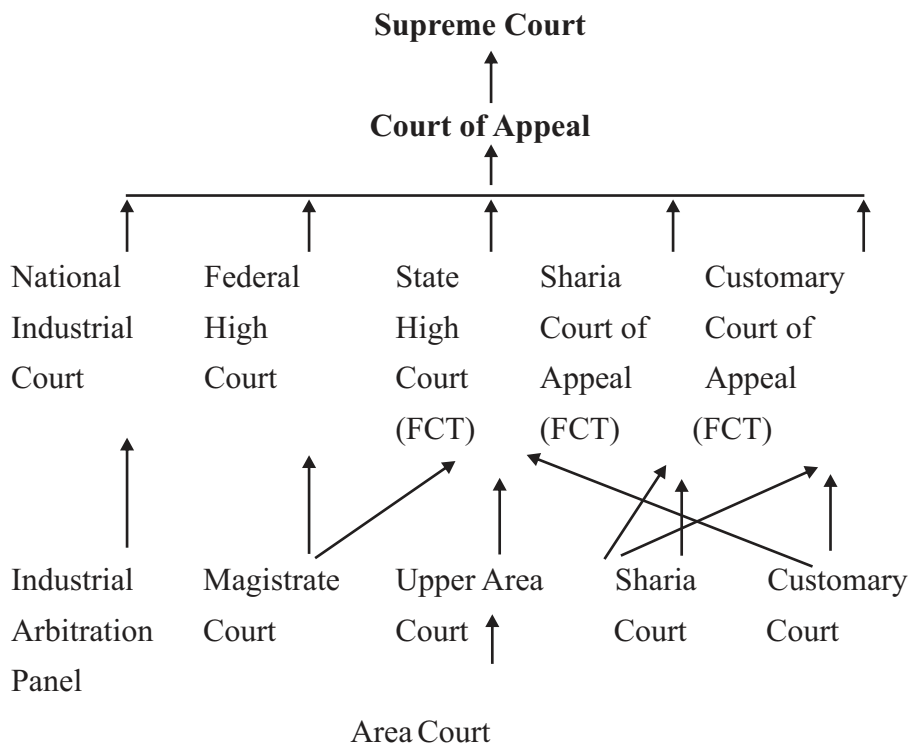 Supreme Court
Court of Appeal
National
Industrial
Court
Federal
High
Court
State
High
Court
(FCT)
Sharia
Court of
Appeal
(FCT)
Customary
Court of
Appeal
(FCT)
Industrial
Arbitration
Panel
Magistrate
Court
Upper Area
Court
Sharia
Court
Customary
Court
Area Court